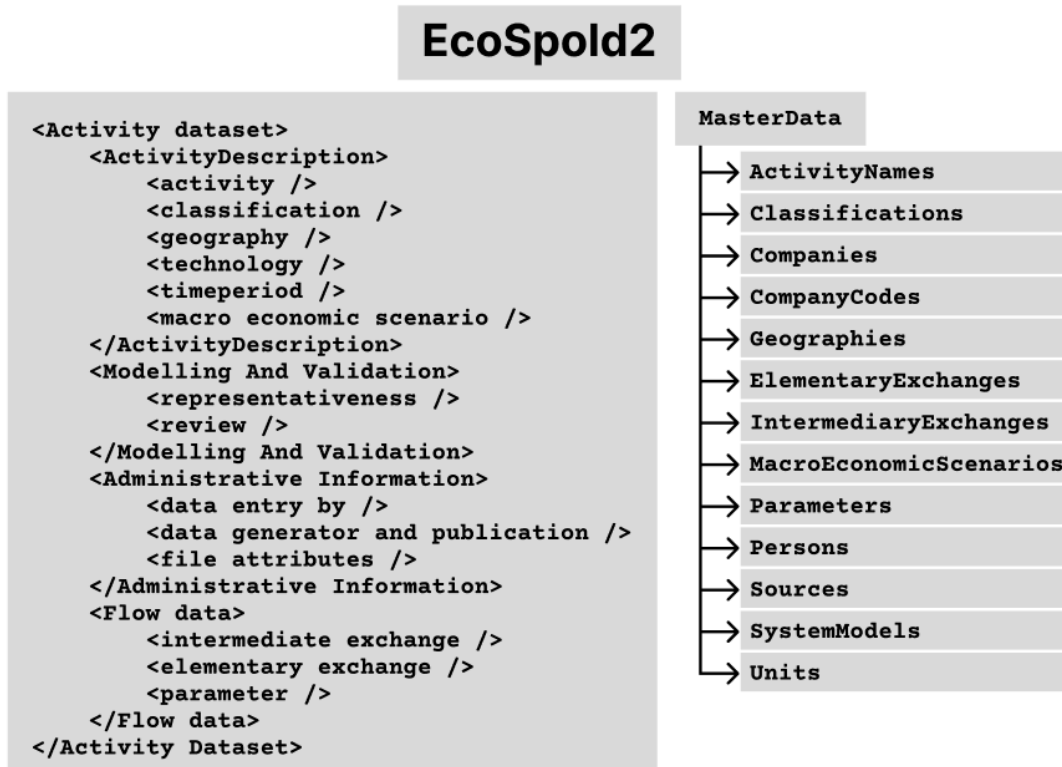 EcoSpold2
<Activity dataset>
<ActivityDescription>
<activity />
<classification />
<geography />
<technology />
<timeperiod />
<macro economic scenario />
</ActivityDescription>
<Modelling And Validation>
<representativeness />
<review />
</Modelling And Validation>
<Administrative Information>
<data entry by />
<data generator and publication />
<file attributes />
</Administrative Information>
<Flow data>
<intermediate exchange />
<elementary exchange />
<parameter />
</Flow data>
</Activity Dataset>
MasterData
ActivityNames
Classifications
Companies
CompanyCodes
Geographies
ElementaryExchanges
IntermediaryExchanges
MacroEconomicScenarios
Parameters
Persons
Sources
SystemModels
Units